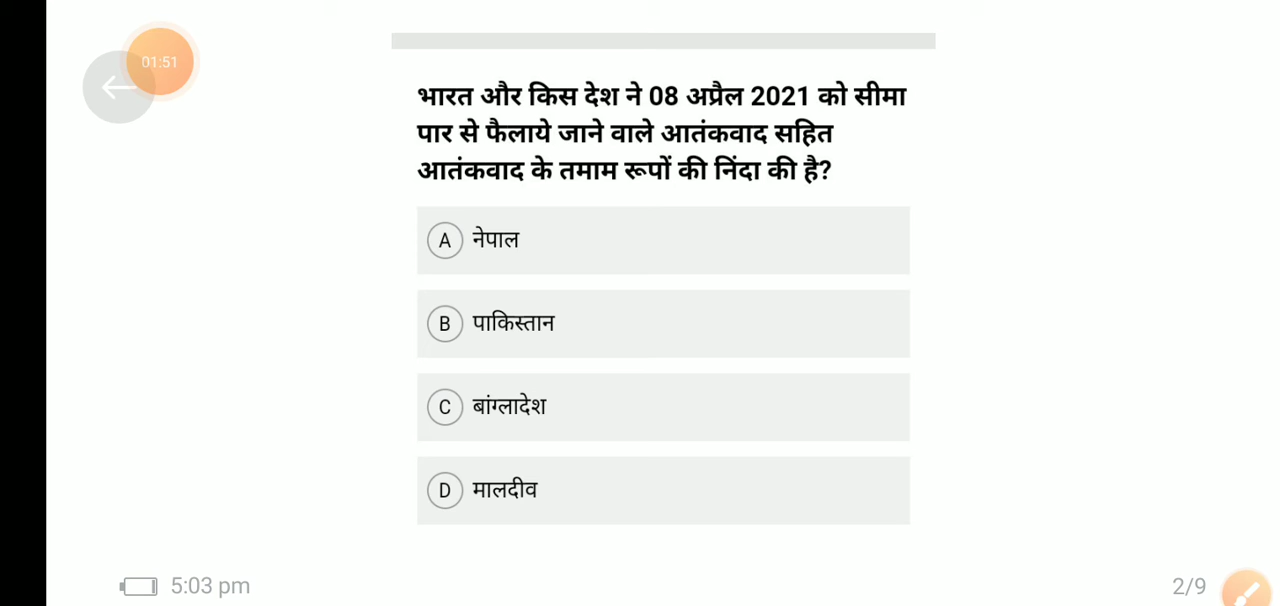 01:51
भारत और किस देश ने 08 अप्रैल 2021 को सीमा
पार से फैलाये जाने वाले आतंकवाद सहित
आतंकवाद के तमाम रूपों की निंदा की है?
A नेपाल
B पाकिस्तान
C बांग्लादेश
D मालदीव
5:03 pm
2/9